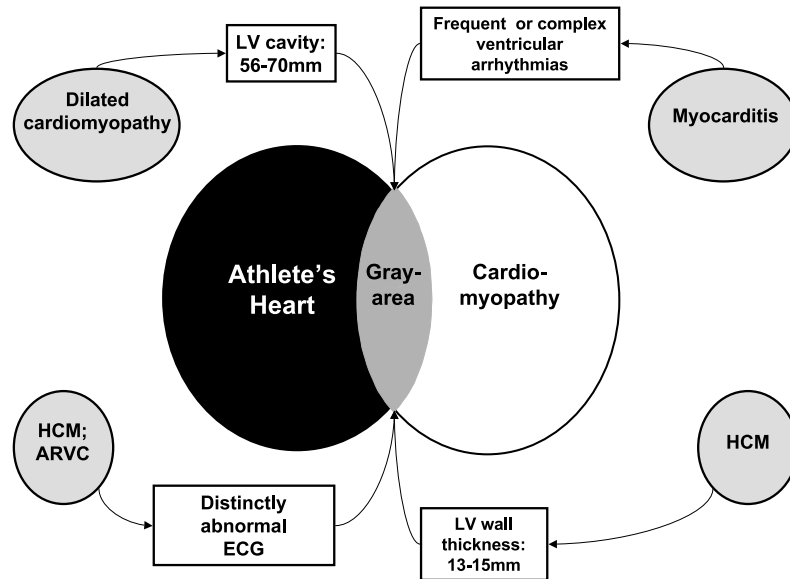 LV cavity:
56-70mm
Frequent or complex
ventricular
arrhythmias
Dilated
cardiomyopathy
Myocarditis
Athlete’s
Heart
Gray-
area
Cardio-
myopathy
HCM;
ARVC
HCM
Distinctly
abnormal
ECG
LV wall
thickness:
13-15mm